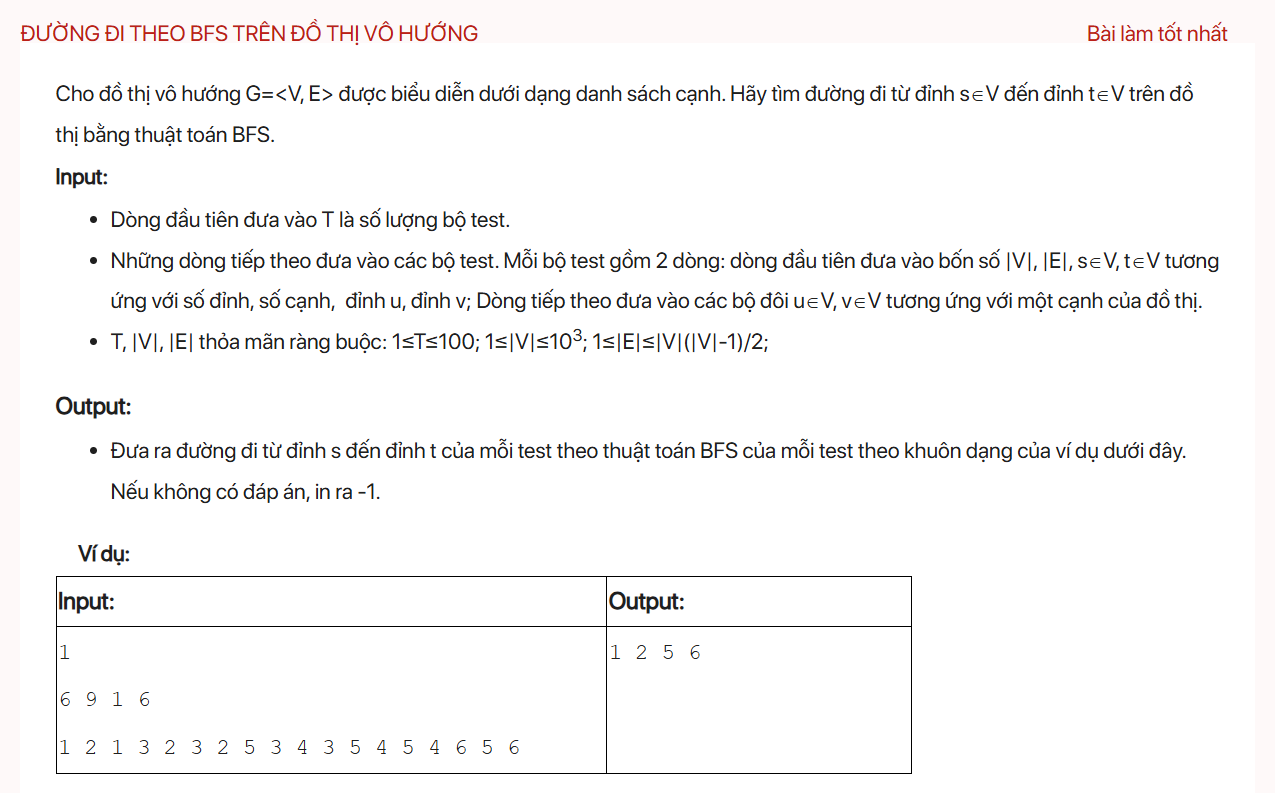 ĐƯỜNG ĐI THEO BFS TRÊN ĐỒ THỊ VÔ HƯỚNG
Bài làm tốt nhất
Cho đồ thị vô hướng G=<V, E> được biểu diễn dưới dạng danh sách cạnh. Hãy tìm đường đi từ đỉnh s∈V đến đỉnh t∈V trên đồ
thị bằng thuật toán BFS.
Input:
• Dòng đầu tiên đưa vào T là số lượng bộ test.
• Những dòng tiếp theo đưa vào các bộ test. Mỗi bộ test gồm 2 dòng: dòng đầu tiên đưa vào bốn số |V|, |E|, s∈V, t∈V tương
ứng với số đỉnh, số cạnh, đỉnh u, đỉnh v; Dòng tiếp theo đưa vào các bộ đôi u∈V, v∈V tương ứng với một cạnh của đồ thị.
• T, |V|, |E| thỏa mãn ràng buộc: 1≤T≤100; 1≤|V|≤10³; 1≤|E|≤|V|(|V|-1)/2;
Output:
• Đưa ra đường đi từ đỉnh s đến đỉnh t của mỗi test theo thuật toán BFS của mỗi test theo khuôn dạng của ví dụ dưới đây.
Nếu không có đáp án, in ra -1.
Ví dụ:
Input:
Output:
1
1 2 5 6
6 9 1 6
1 2 1 3 2 3 2 5 3 4 3 5 4 5 4 6 5 6